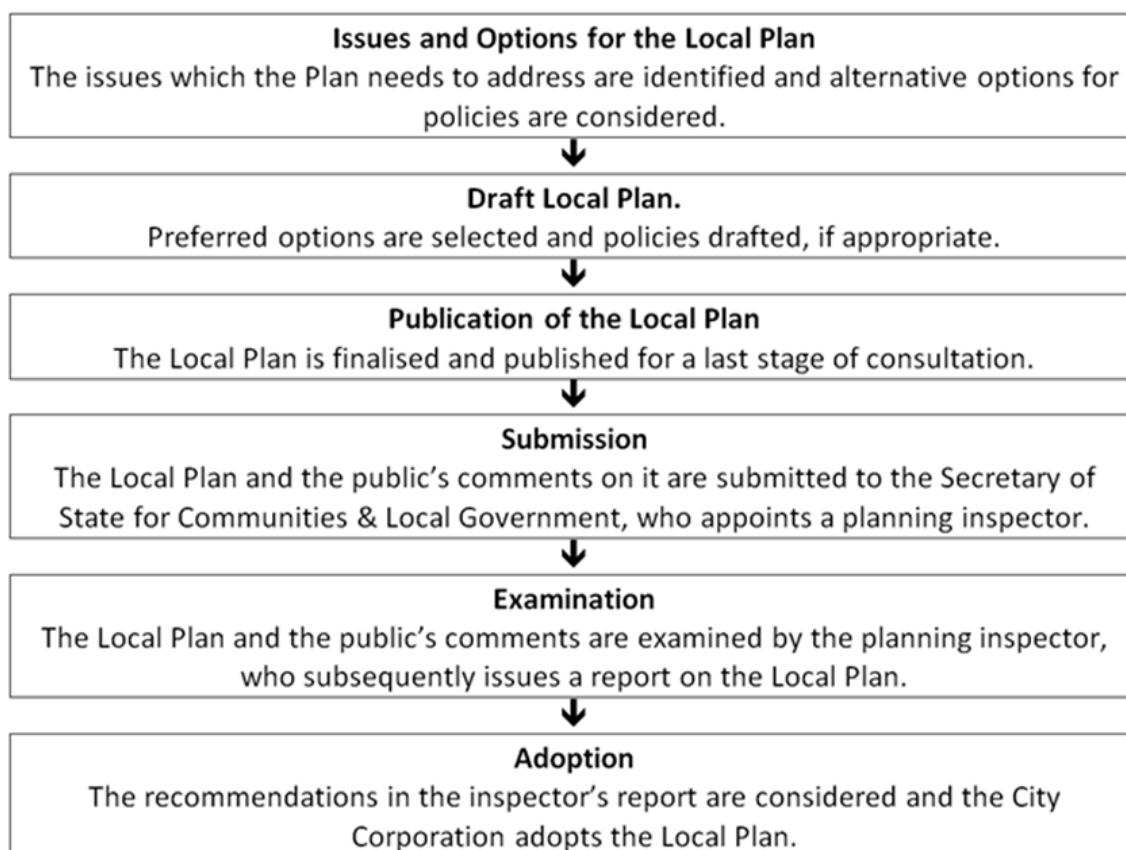 Issues and Options for the Local Plan
The issues which the Plan needs to address are identified and alternative options for
policies are considered.
Draft Local Plan.
Preferred options are selected and policies drafted, if appropriate.
Publication of the Local Plan
The Local Plan is finalised and published for a last stage of consultation.
Submission
The Local Plan and the public’s comments on it are submitted to the Secretary of
State for Communities & Local Government, who appoints a planning inspector.
Examination
The Local Plan and the public’s comments are examined by the planning inspector,
who subsequently issues a report on the Local Plan.
Adoption
The recommendations in the inspector’s report are considered and the City
Corporation adopts the Local Plan.